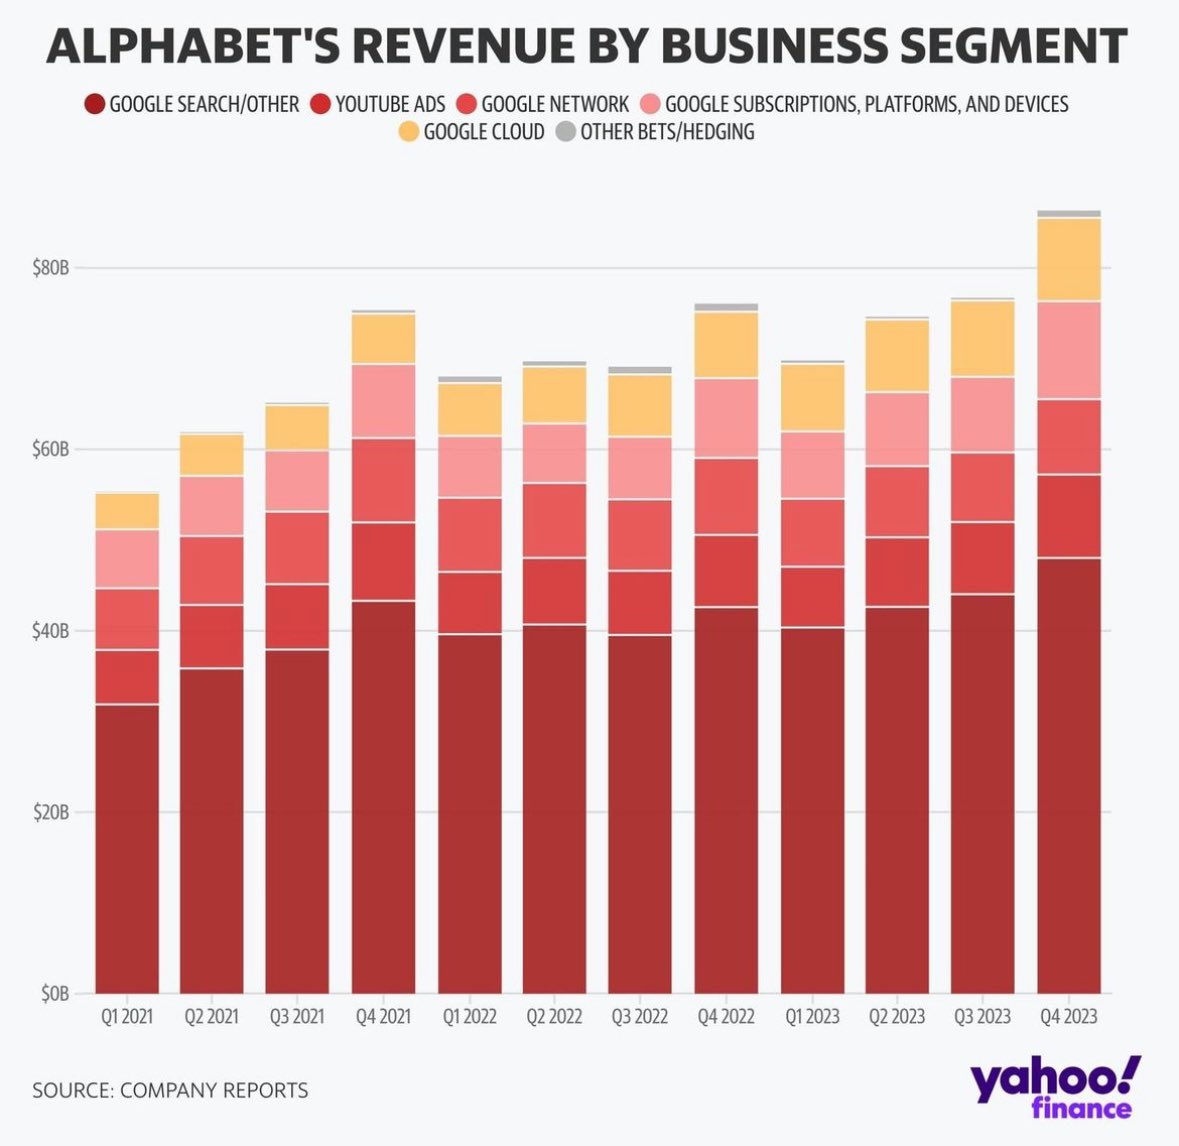 ALPHABET'S REVENUE BY BUSINESS SEGMENT
GOOGLE SEARCH/OTHER YOUTUBE ADS GOOGLE NETWORK GOOGLE SUBSCRIPTIONS, PLATFORMS, AND DEVICES
GOOGLE CLOUD OTHER BETS/HEDGING
$80B
$60B
$40B
$20B
$0B
Q1 2021 Q2 2021 Q3 2021 Q4 2021 Q1 2022 Q2 2022 Q3 2022 Q4 2022 Q1 2023 Q2 2023 Q3 2023 Q4 2023
SOURCE: COMPANY REPORTS
yahoo!
finance